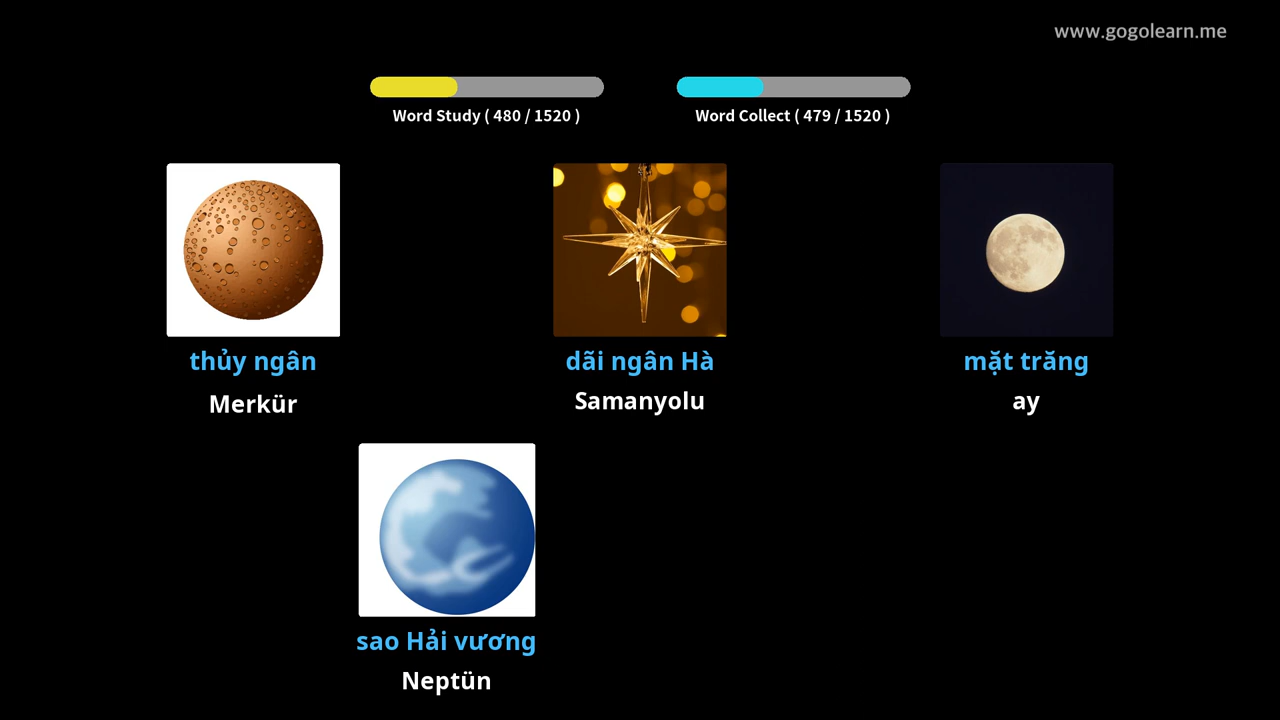 www.gogolearn.me
Word Study ( 480 / 1520 )
Word Collect ( 479 / 1520 )
thủy ngân
dãi ngân Hà
mặt trăng
Merkür
Samanyolu
ay
sao Hải vương
Neptün